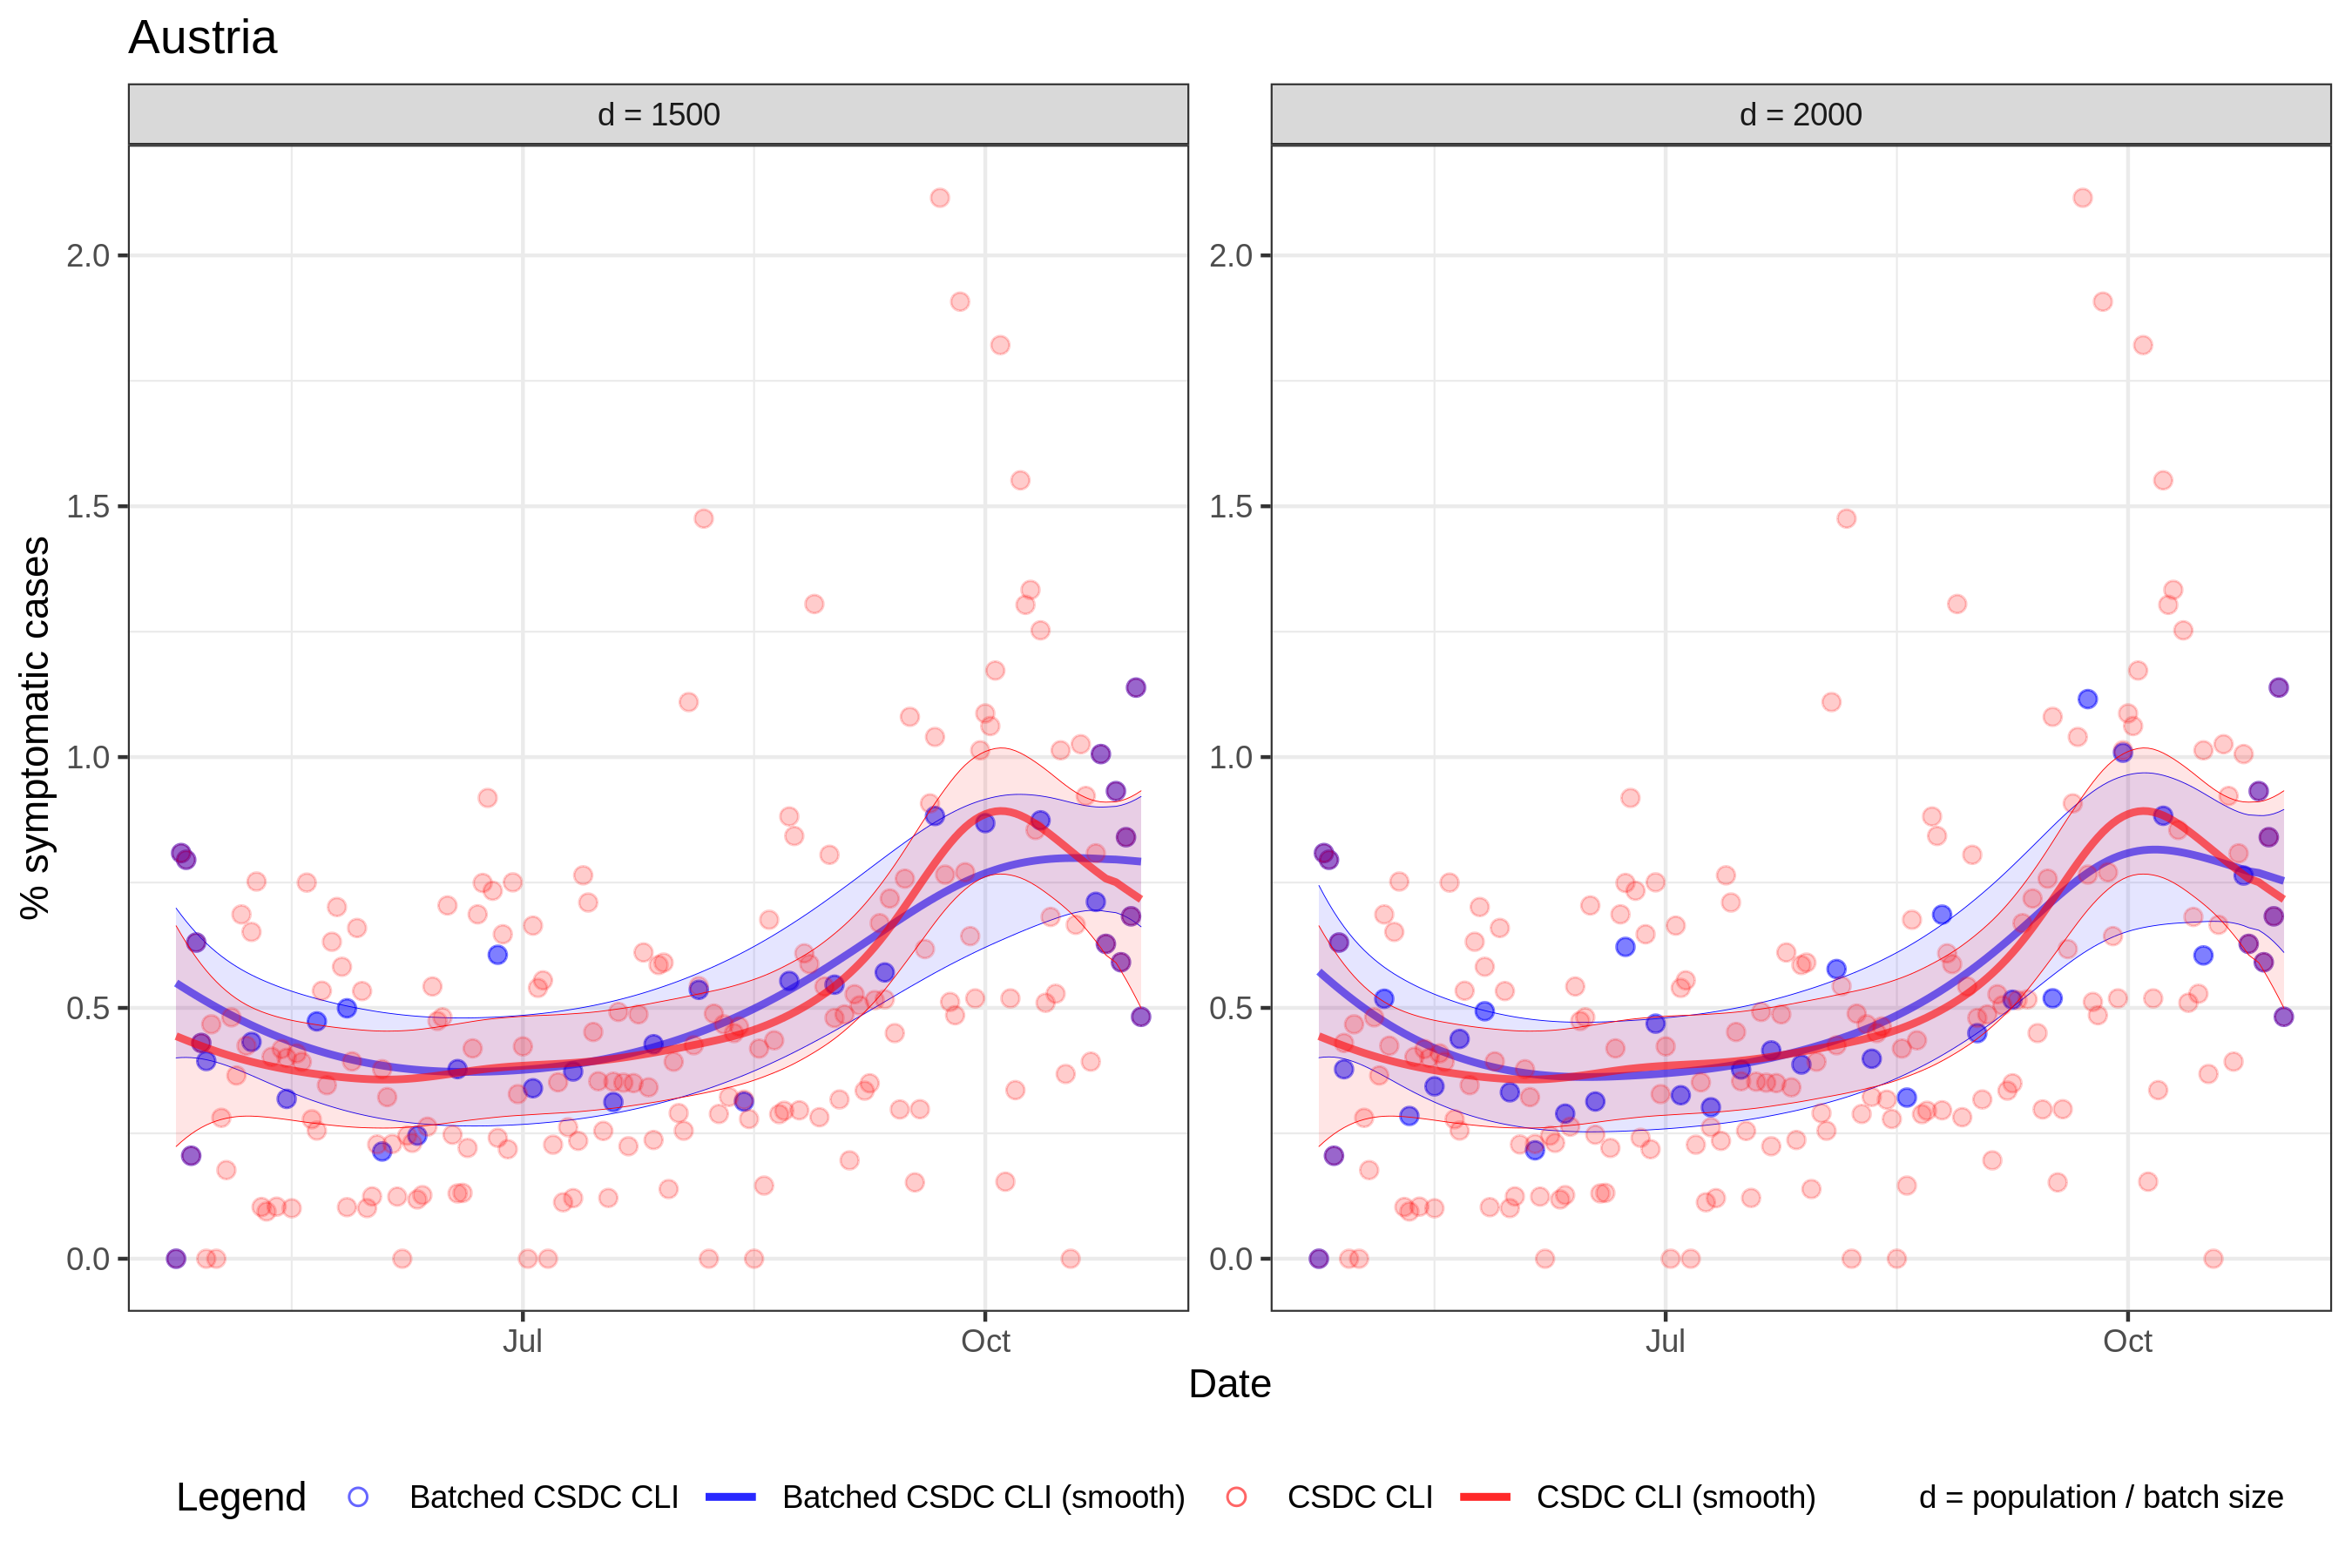 Austria
d = 1500
d = 2000
% symptomatic cases
2.0
1.5
1.0
0.5
0.0
2.0
1.5
1.0
0.5
0.0
Jul
Oct
Jul
Oct
Date
Legend Batched CSDC CLI Batched CSDC CLI (smooth) CSDC CLI CSDC CLI (smooth) d = population / batch size